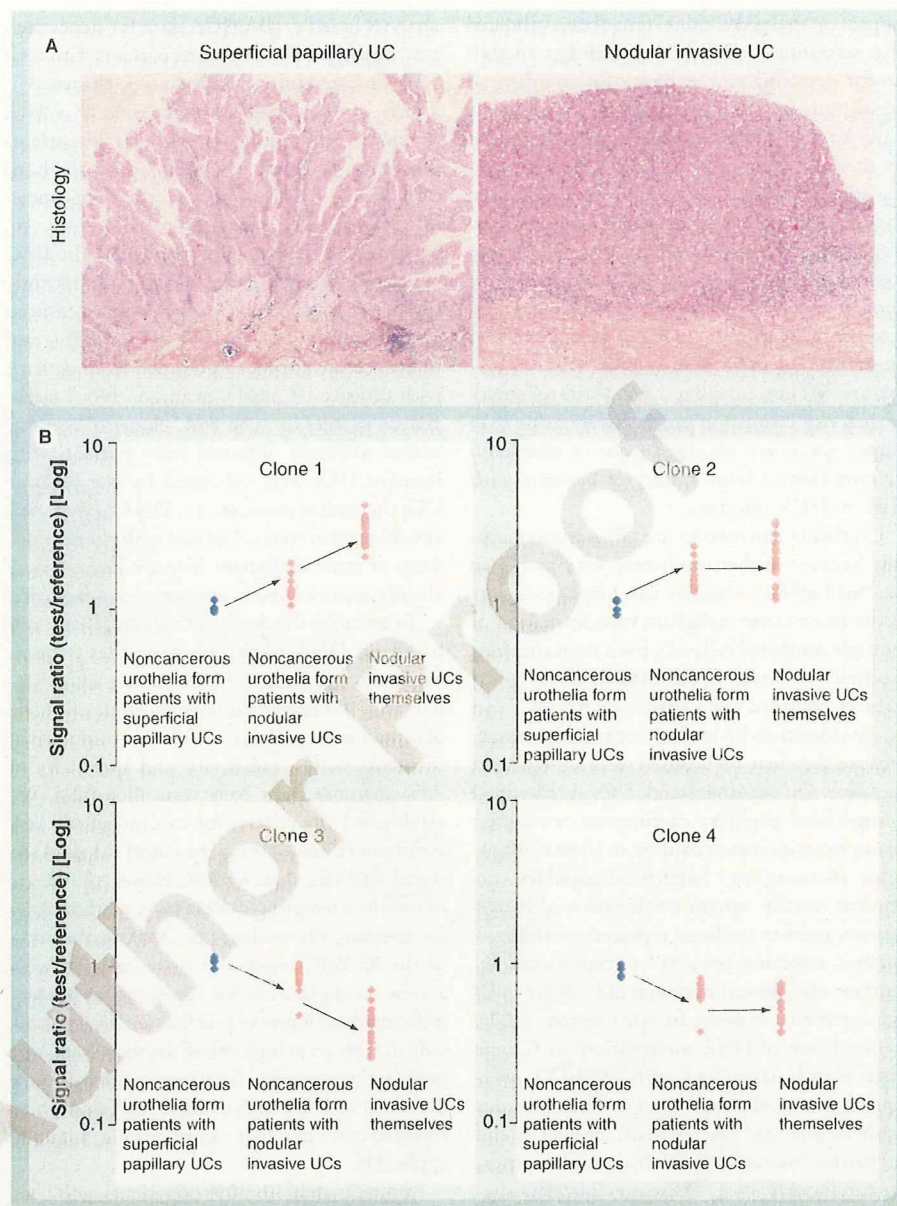 A
Superficial papillary UC
Nodular invasive UC
Histology
B
Signal ratio (test/reference) [Log]
10
1
0.1
Clone 1
Noncancerous
urothelia form
patients with
superficial
papillary UCs
Noncancerous
urothelia form
patients with
nodular
invasive UCs
Nodular
invasive UCs
themselves
10
1
0.1
Clone 2
Noncancerous
urothelia form
patients with
superficial
papillary UCs
Noncancerous
urothelia form
patients with
nodular
invasive UCs
Nodular
invasive UCs
themselves
Signal ratio (test/reference) [Log]
10
1
0.1
Clone 3
Noncancerous
urothelia form
patients with
superficial
papillary UCs
Noncancerous
urothelia form
patients with
nodular
invasive UCs
Nodular
invasive UCs
themselves
10
1
0.1
Clone 4
Noncancerous
urothelia form
patients with
superficial
papillary UCs
Noncancerous
urothelia form
patients with
nodular
invasive UCs
Nodular
invasive UCs
themselves
Proof